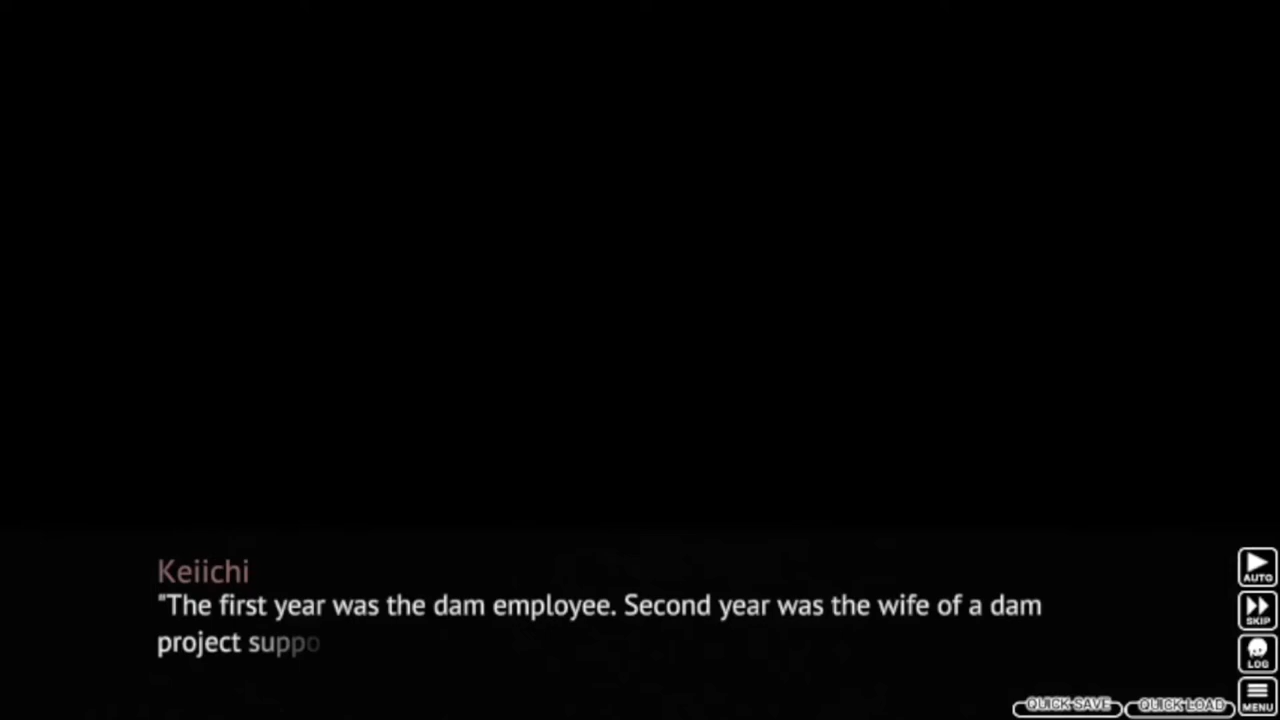 Keiichi
"The first year was the dam employee. Second year was the wife of a dam
project suppo
AUTO
SKIP
LOG
MENU
QUICK SAVE QUICK LOAD